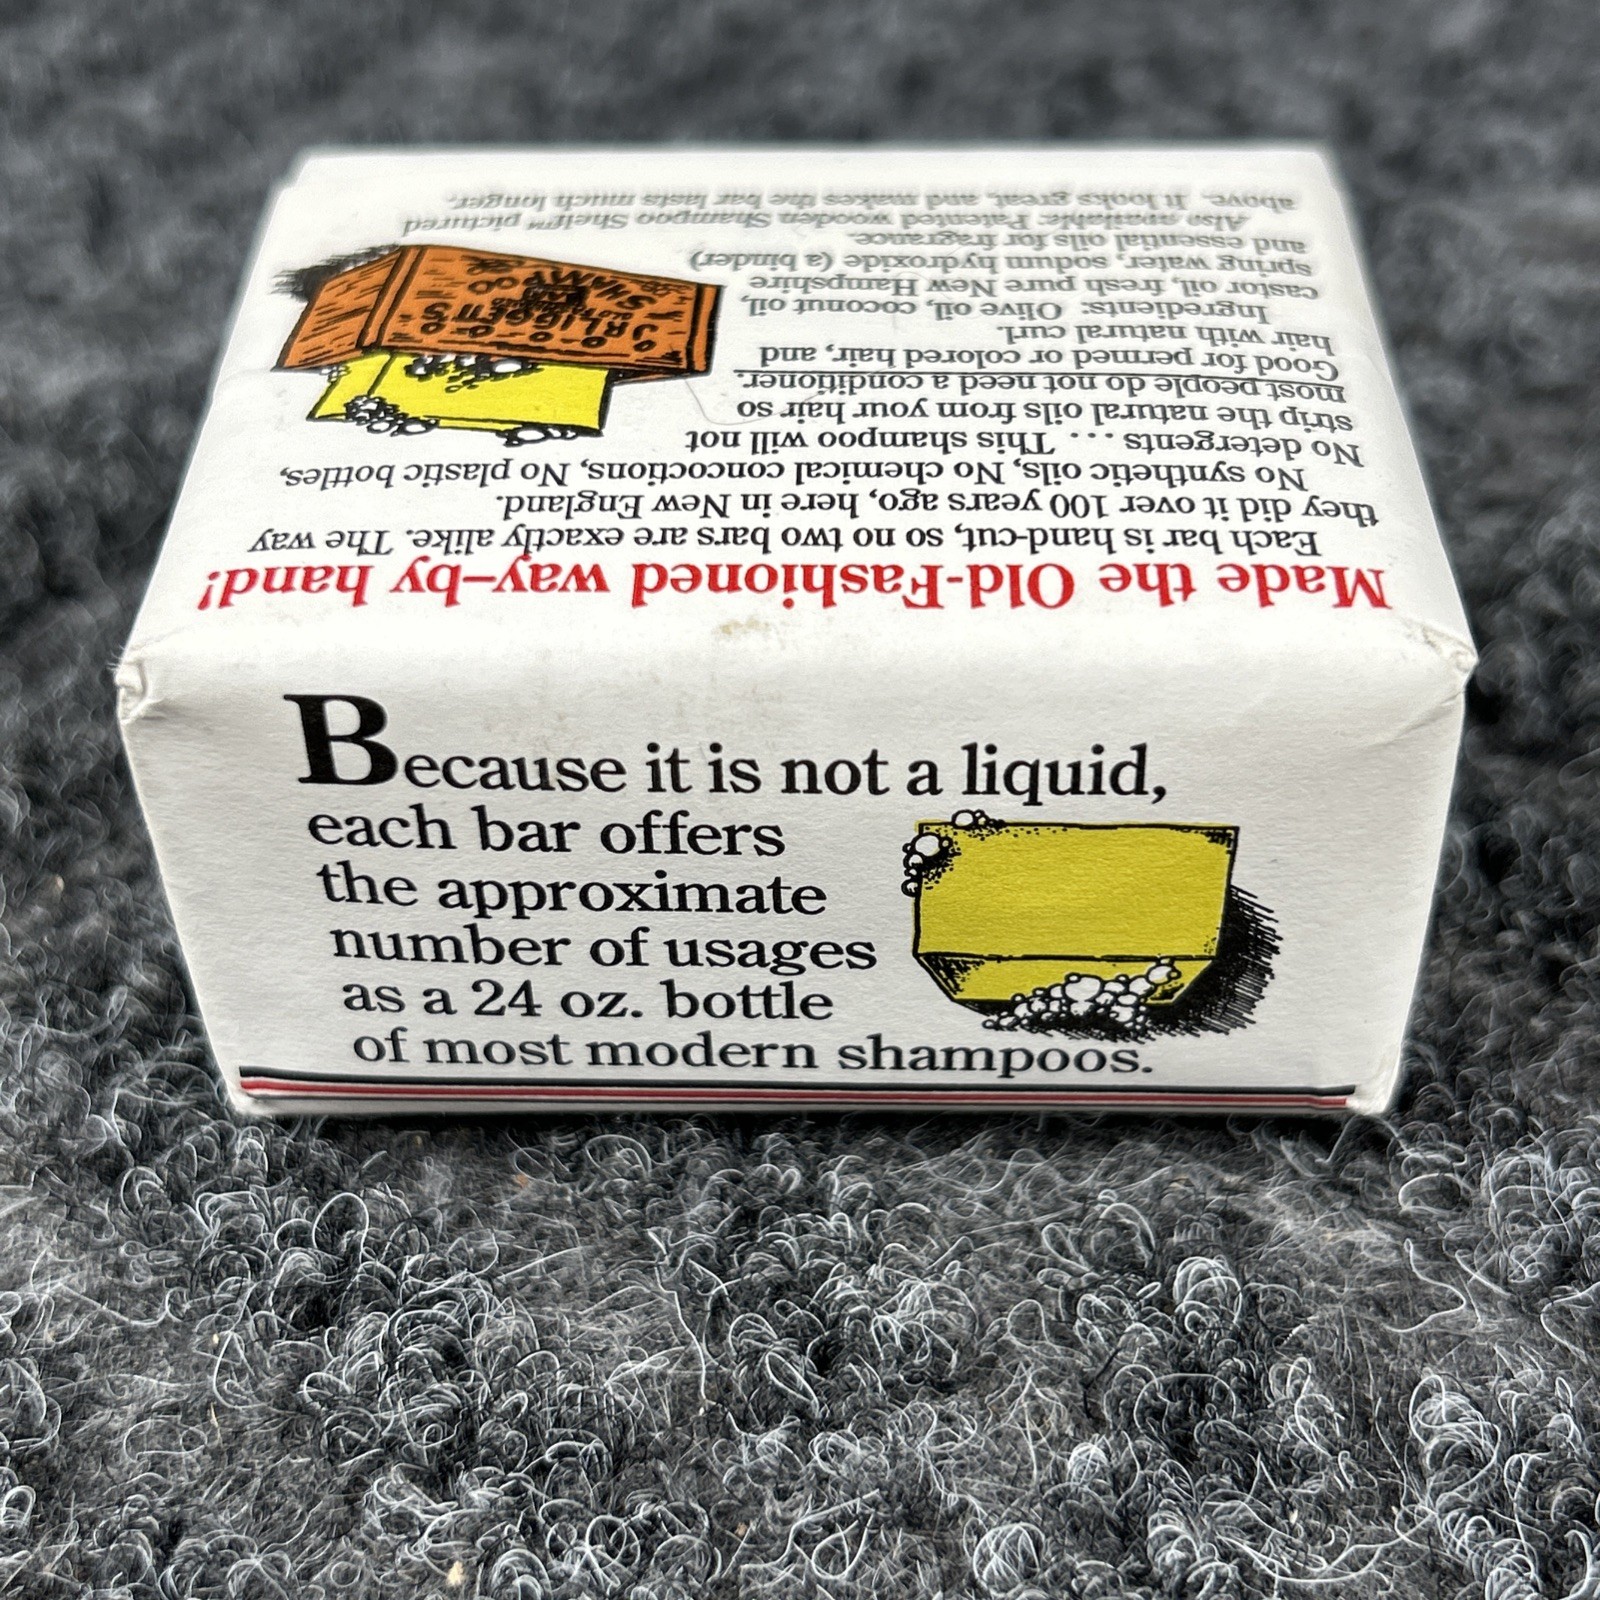 Because it is not a liquid,
each bar offers
the approximate
number of usages
as a 24 oz. bottle
of most modern shampoos.
Made the Old-Fashioned way–by hand!
Each bar is hand-cut, so no two bars are exactly alike. The way
they did it over 100 years ago, here in New England.
No synthetic oils, No chemical concoctions, No plastic bottles,
No detergents ... This shampoo will not
strip the natural oils from your hair so
most people do not need a conditioner.
Good for permed or colored hair, and
hair with natural curl.
Ingredients: Olive oil, coconut oil,
castor oil, fresh pure New Hampshire
spring water, sodium hydroxide (a binder)
and essential oils for fragrance.
Also available: Patented wooden Shampoo Shelf™ pictured
above. It looks great, and makes the bar lasts much longer.
J·R·LIGGETT'S
OLD FASHIONED
BAR
SHAMPOO